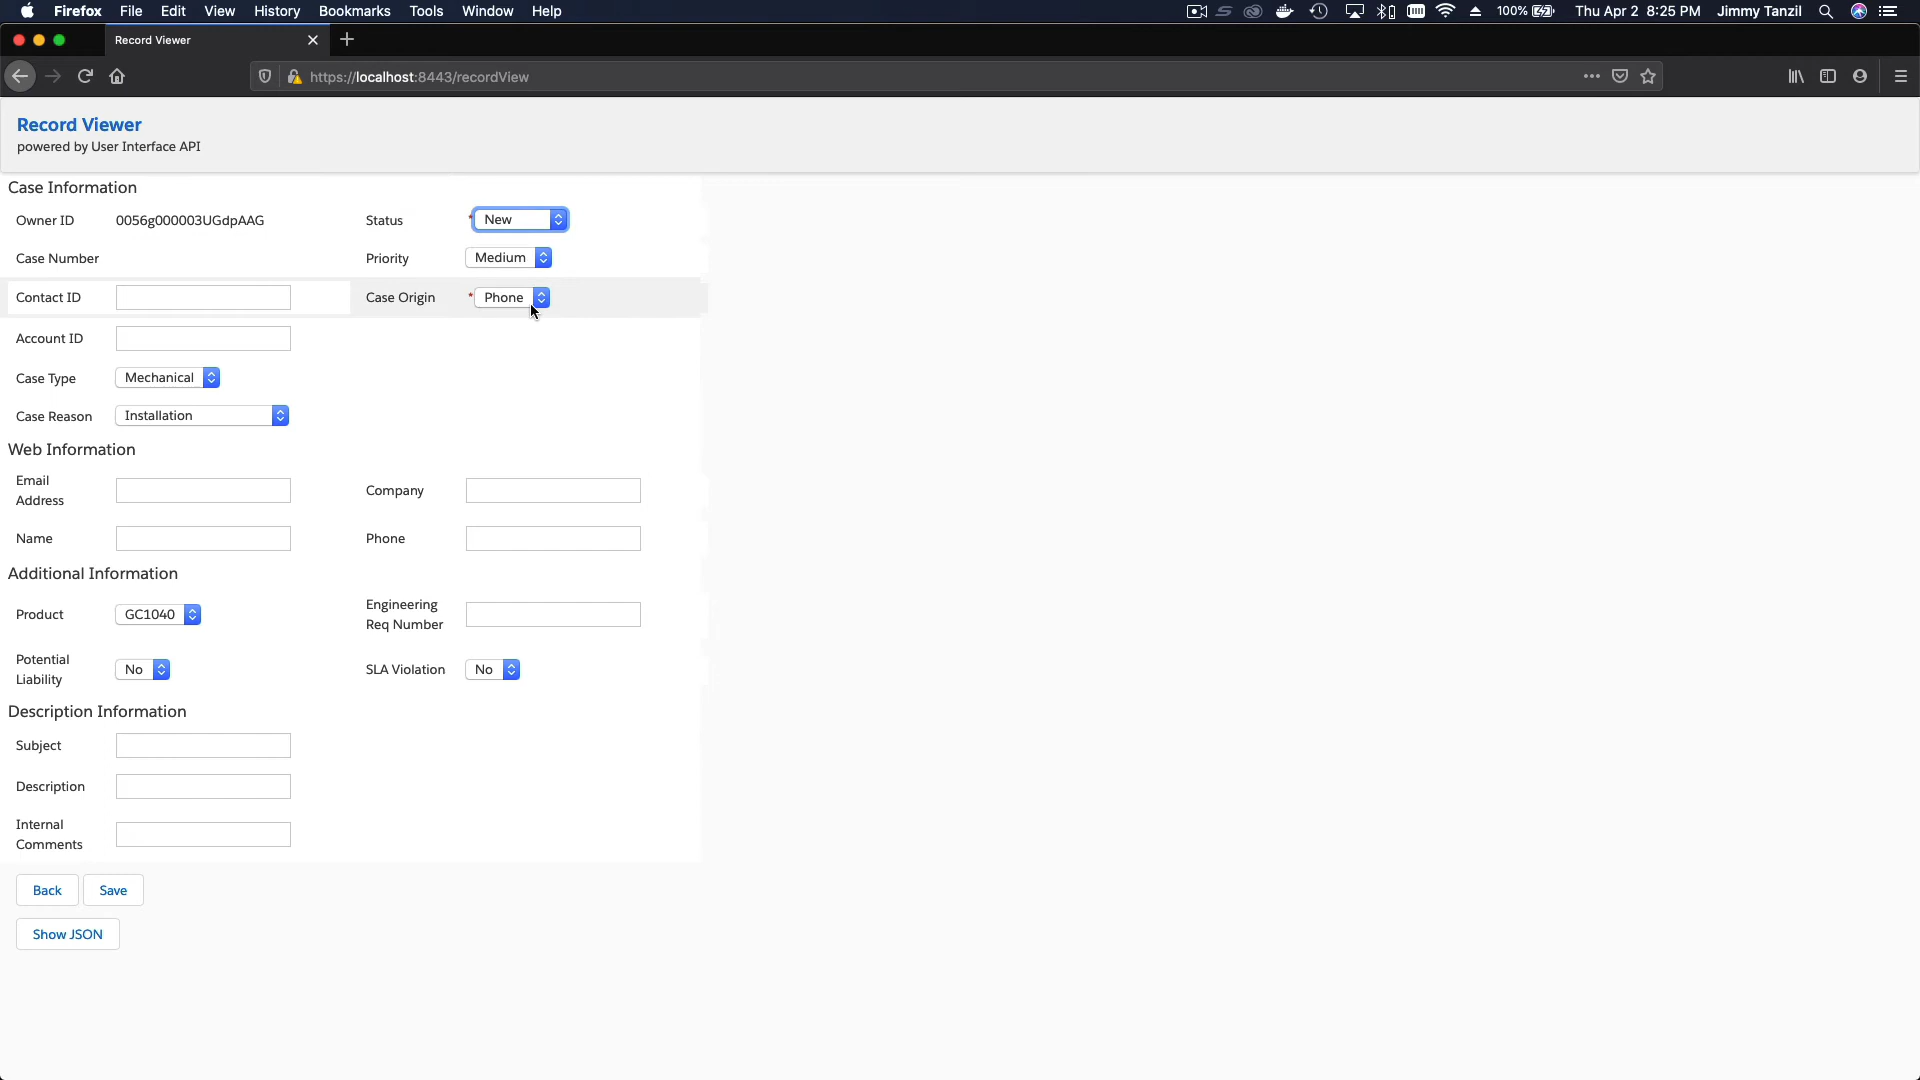 Firefox File Edit View History Bookmarks Tools Window Help 100% Thu Apr 2 8:25 PM Jimmy Tanzil
Record Viewer
https://localhost:8443/recordView
Record Viewer
powered by User Interface API
Case Information
Owner ID 0056g000003UGdpAAG Status * New
Case Number Priority Medium
Contact ID Case Origin * Phone
Account ID
Case Type Mechanical
Case Reason Installation
Web Information
Email
Address Company
Name Phone
Additional Information
Product GC1040 Engineering
Req Number
Potential
Liability No SLA Violation No
Description Information
Subject
Description
Internal
Comments
Back Save
Show JSON